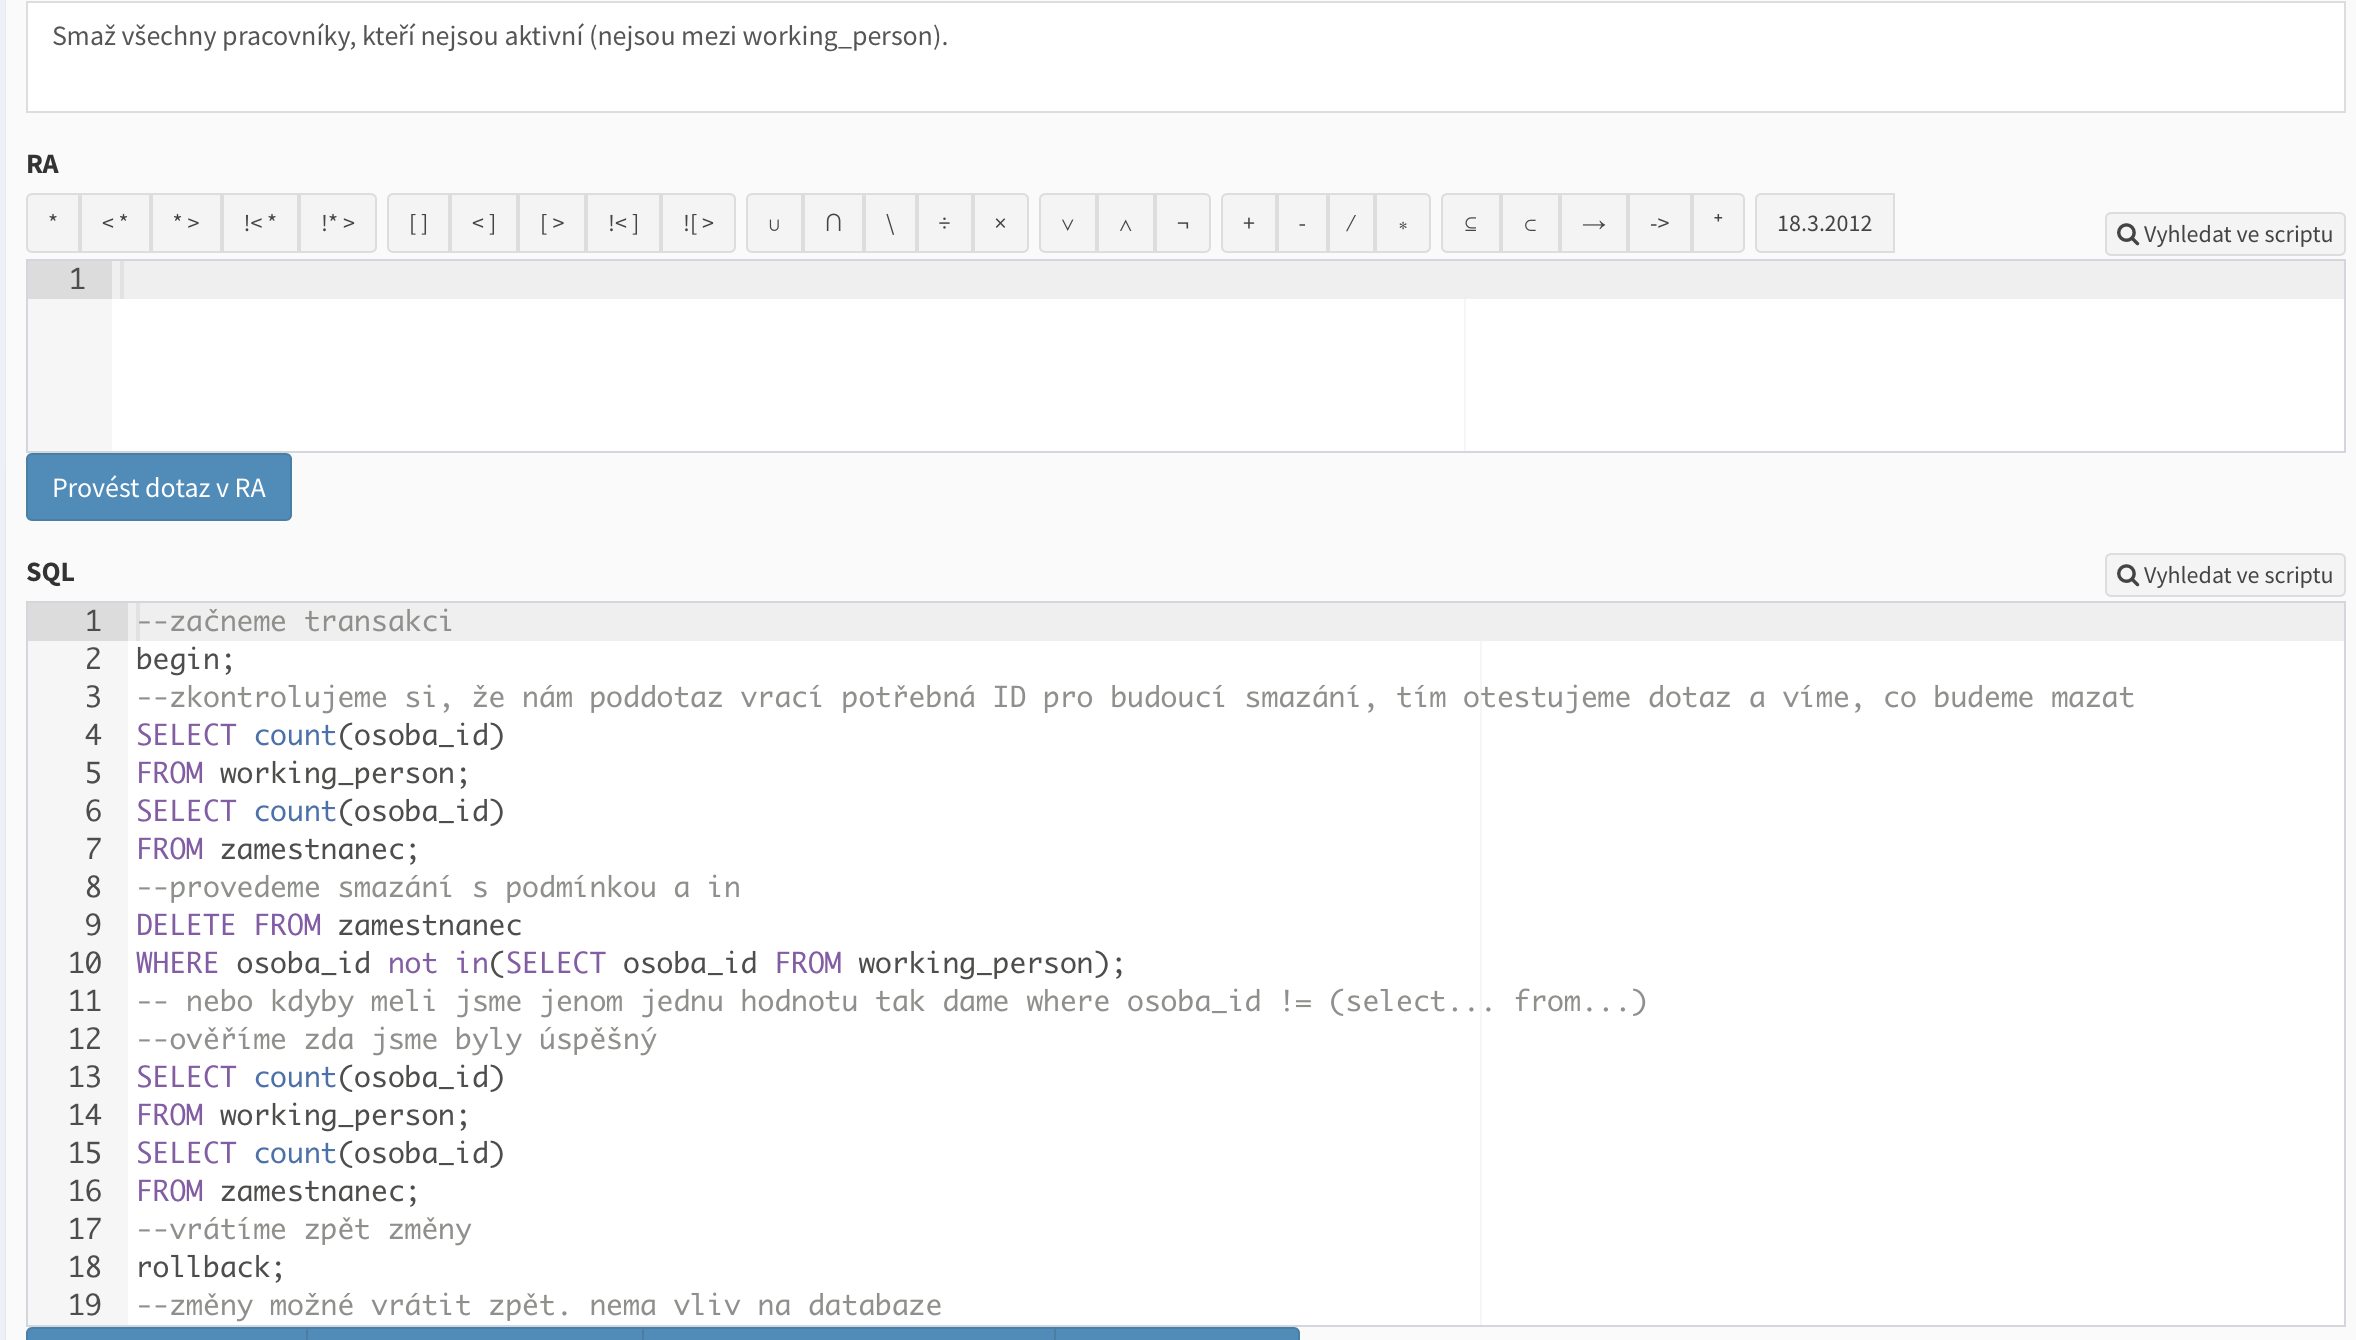 Smaž všechny pracovníky, kteří nejsou aktivní (nejsou mezi working_person).
RA
* <* *> !<* !*> [] <] [> !<] ![> ∪ ∩ \ ÷ × ∨ ∧ ¬ + - / * ⊆ ⊂ → -> + 18.3.2012
Vyhledat ve scriptu
1
Provést dotaz v RA
SQL
Vyhledat ve scriptu
1 --začneme transakci
2 begin;
3 --zkontrolujeme si, že nám poddotaz vrací potřebná ID pro budoucí smazání, tím otestujeme dotaz a víme, co budeme mazat
4 SELECT count(osoba_id)
5 FROM working_person;
6 SELECT count(osoba_id)
7 FROM zamestnanec;
8 --provedeme smazání s podmínkou a in
9 DELETE FROM zamestnanec
10 WHERE osoba_id not in(SELECT osoba_id FROM working_person);
11 -- nebo kdyby meli jsme jenom jednu hodnotu tak dame where osoba_id != (select... from...)
12 --ověříme zda jsme byly úspěšný
13 SELECT count(osoba_id)
14 FROM working_person;
15 SELECT count(osoba_id)
16 FROM zamestnanec;
17 --vrátíme zpět změny
18 rollback;
19 --změny možné vrátit zpět. nema vliv na databaze